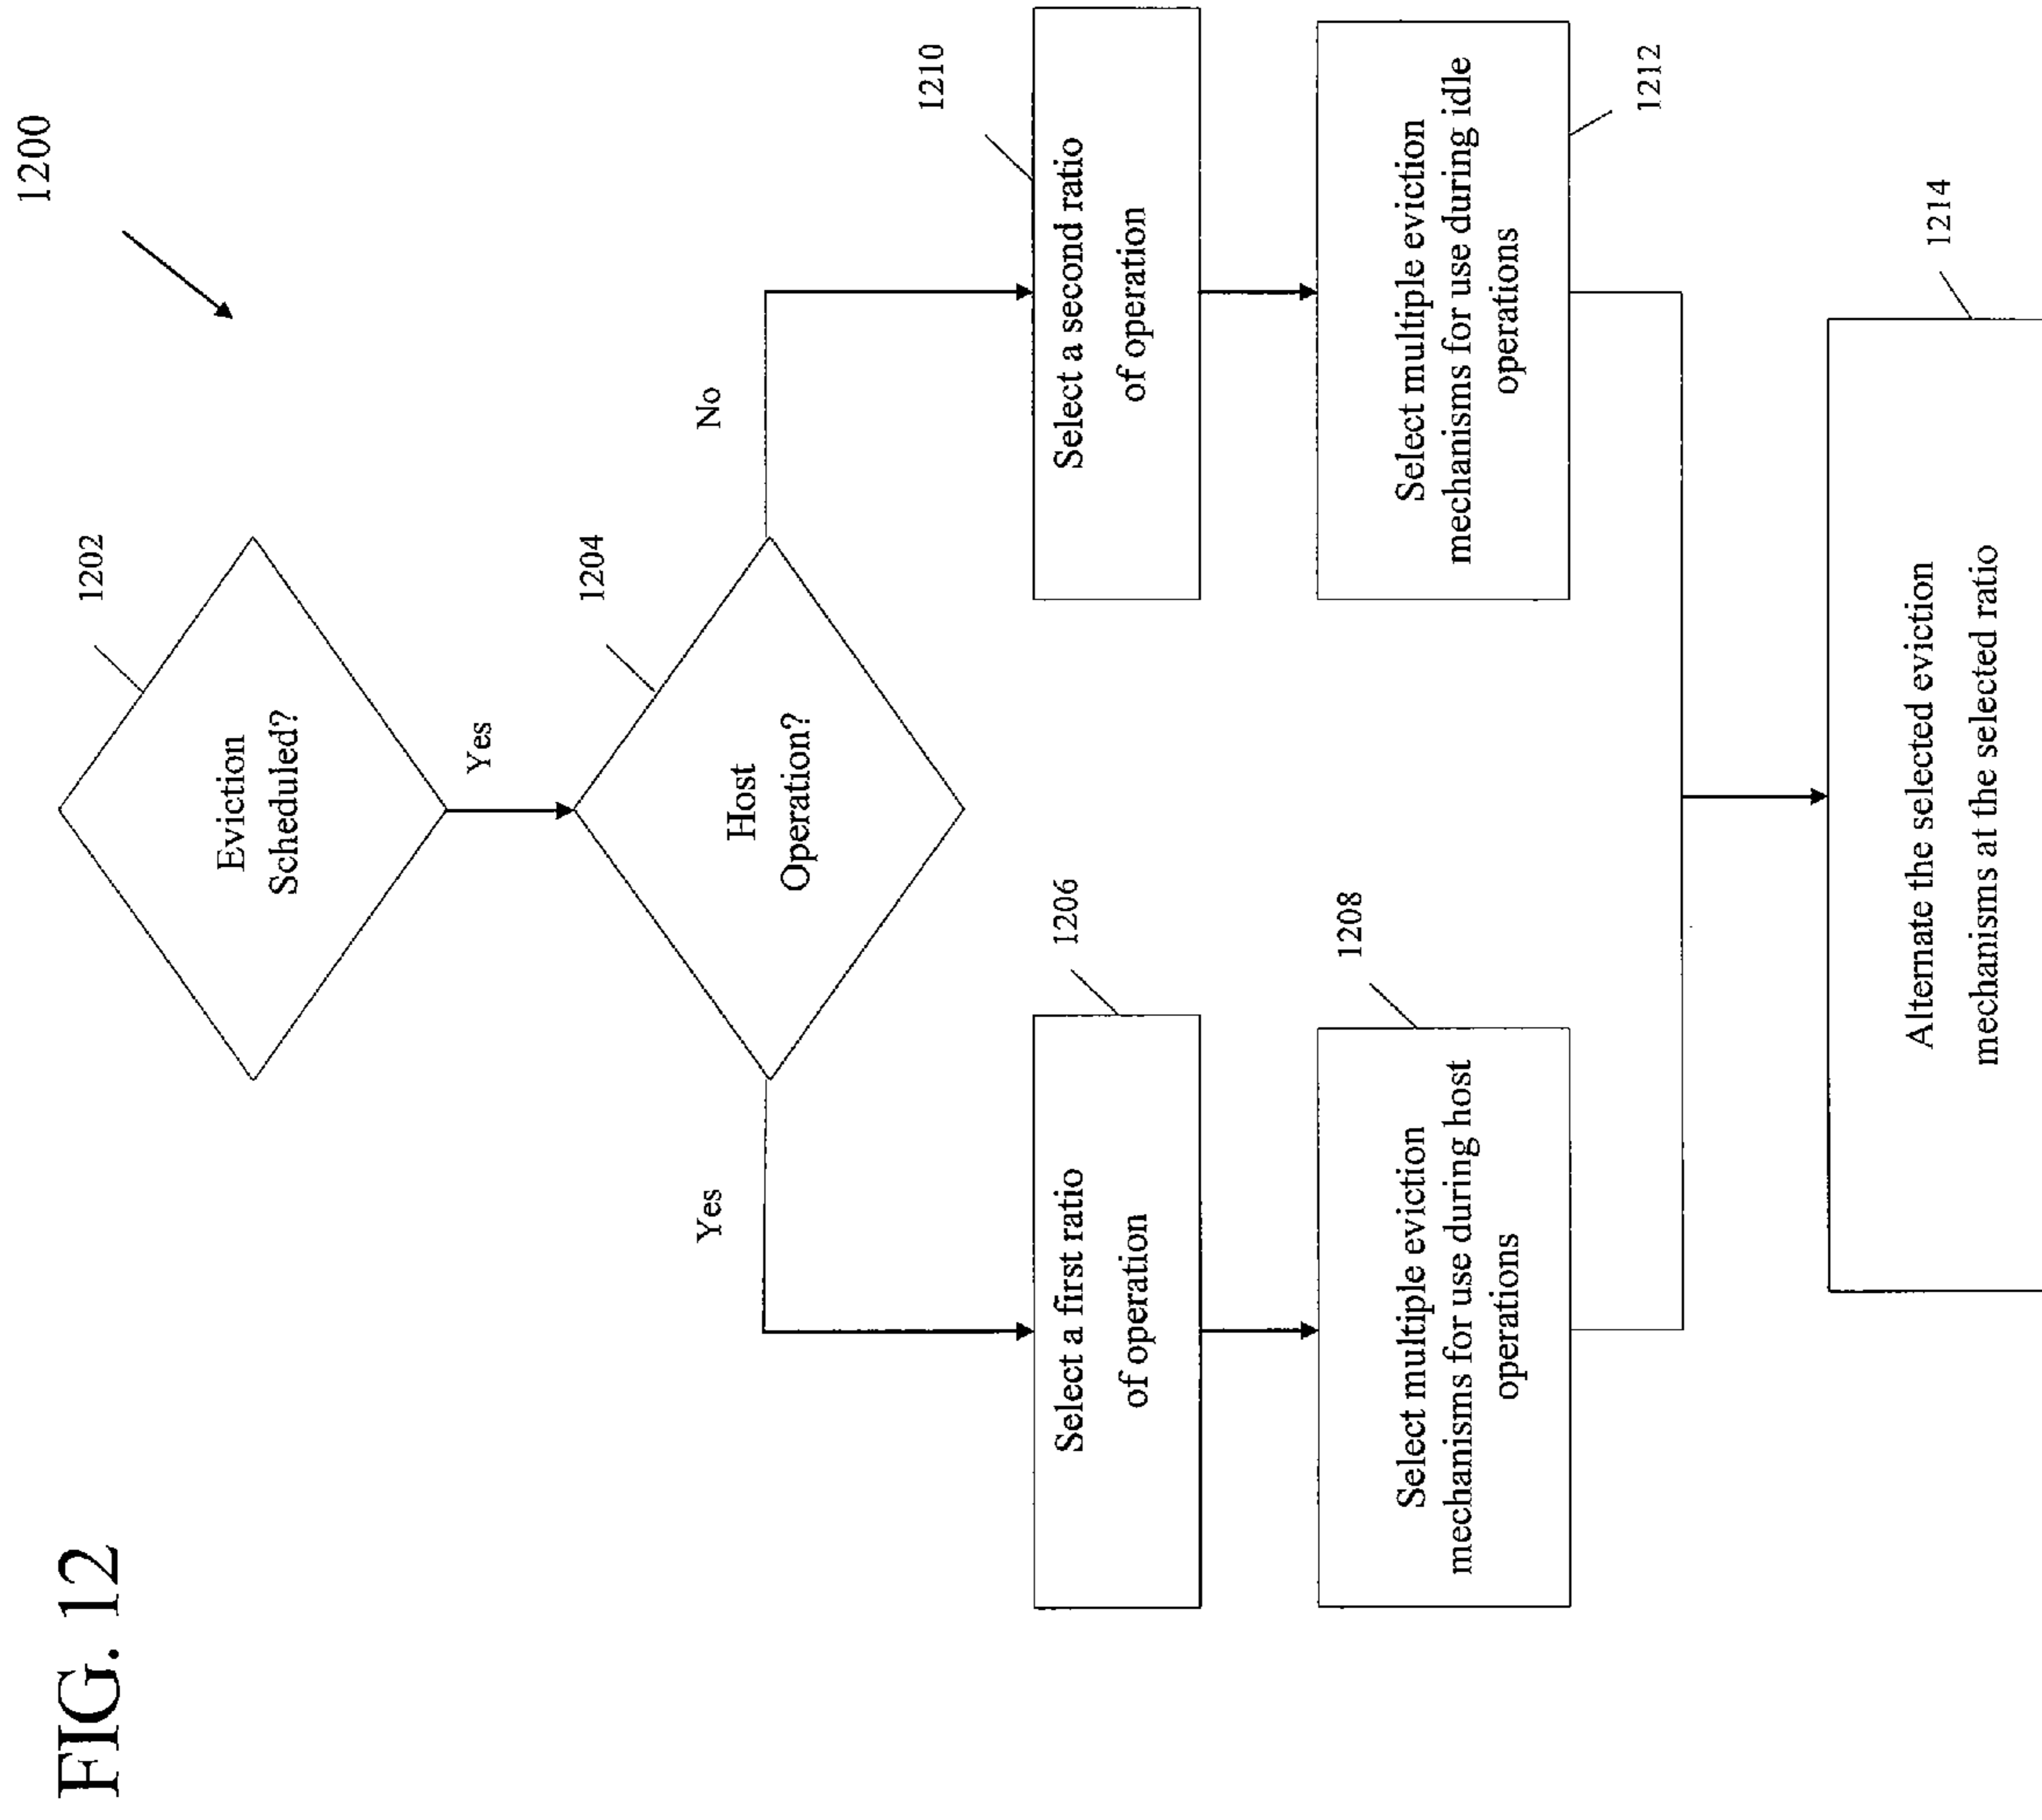 FIG. 12
1200
1202
Eviction
Scheduled?
Yes
1204
Host
Operation?
Yes
No
1206
Select a first ratio
of operation
1210
Select a second ratio
of operation
1208
Select multiple eviction
mechanisms for use during host
operations
Select multiple eviction
mechanisms for use during idle
operations
1212
1214
Alternate the selected eviction
mechanisms at the selected ratio